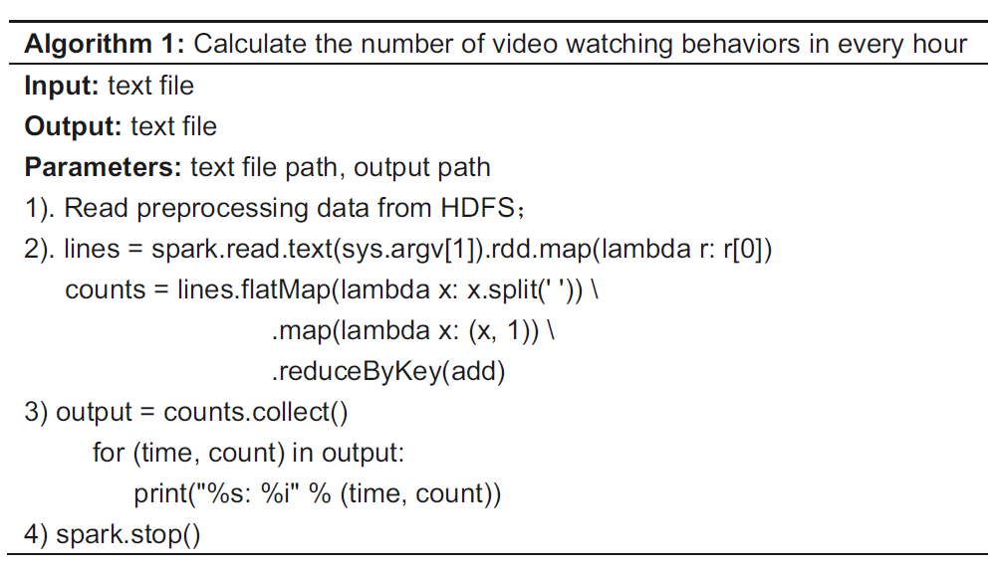 Algorithm 1: Calculate the number of video watching behaviors in every hour
Input: text file
Output: text file
Parameters: text file path, output path
1). Read preprocessing data from HDFS；
2). lines = spark.read.text(sys.argv[1]).rdd.map(lambda r: r[0])
counts = lines.flatMap(lambda x: x.split(' ')) \
.map(lambda x: (x, 1)) \
.reduceByKey(add)
3) output = counts.collect()
for (time, count) in output:
print("%s: %i" % (time, count))
4) spark.stop()